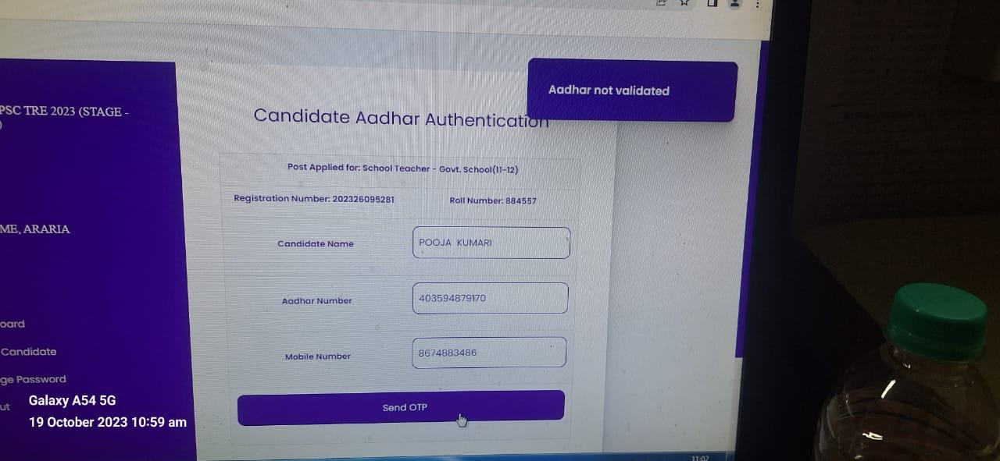 Aadhar not validated
PSC TRE 2023 (STAGE -
)
Candidate Aadhar Authentication
Post Applied for: School Teacher - Govt. School(11-12)
Registration Number: 202326095281 Roll Number: 884557
ME, ARARIA
Candidate Name POOJA KUMARI
Aadhar Number 403594879170
Mobile Number 8674883486
oard
Candidate
ge Password
ut
Send OTP
Galaxy A54 5G
19 October 2023 10:59 am
11:02